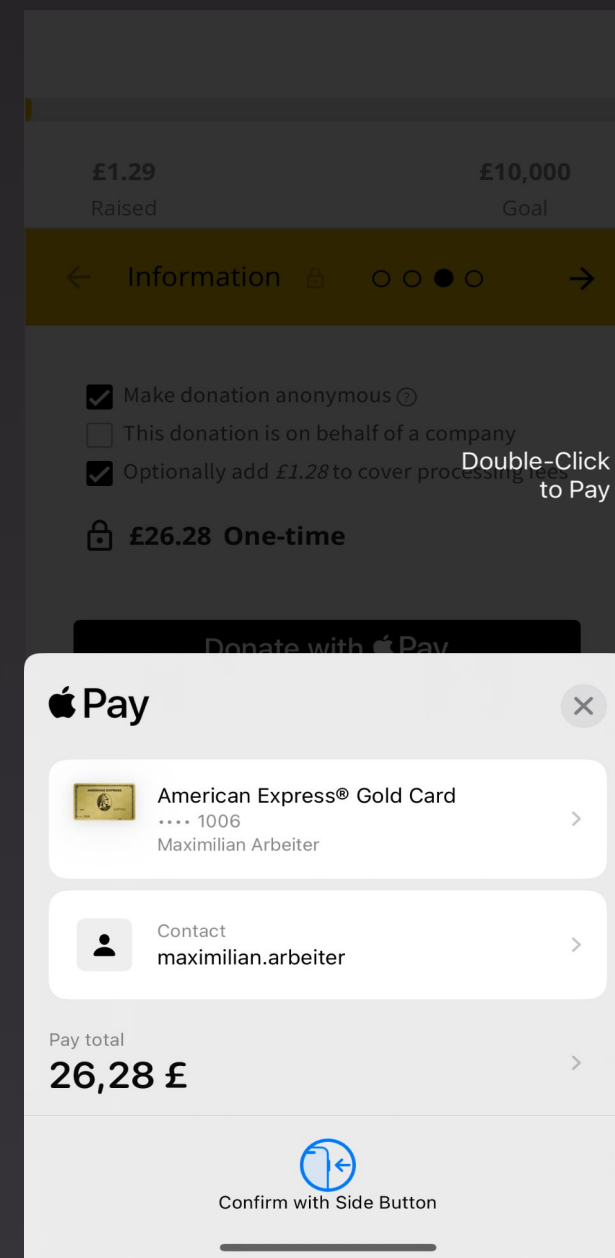 £1.29
£10,000
Raised
Goal
Information
Make donation anonymous ?
This donation is on behalf of a company
Optionally add £1.28 to cover processing fees
Double-Click
to Pay
£26.28 One-time
Donate with Pay
Pay
American Express® Gold Card
···· 1006
Maximilian Arbeiter
Contact
maximilian.arbeiter
Pay total
26,28 £
Confirm with Side Button